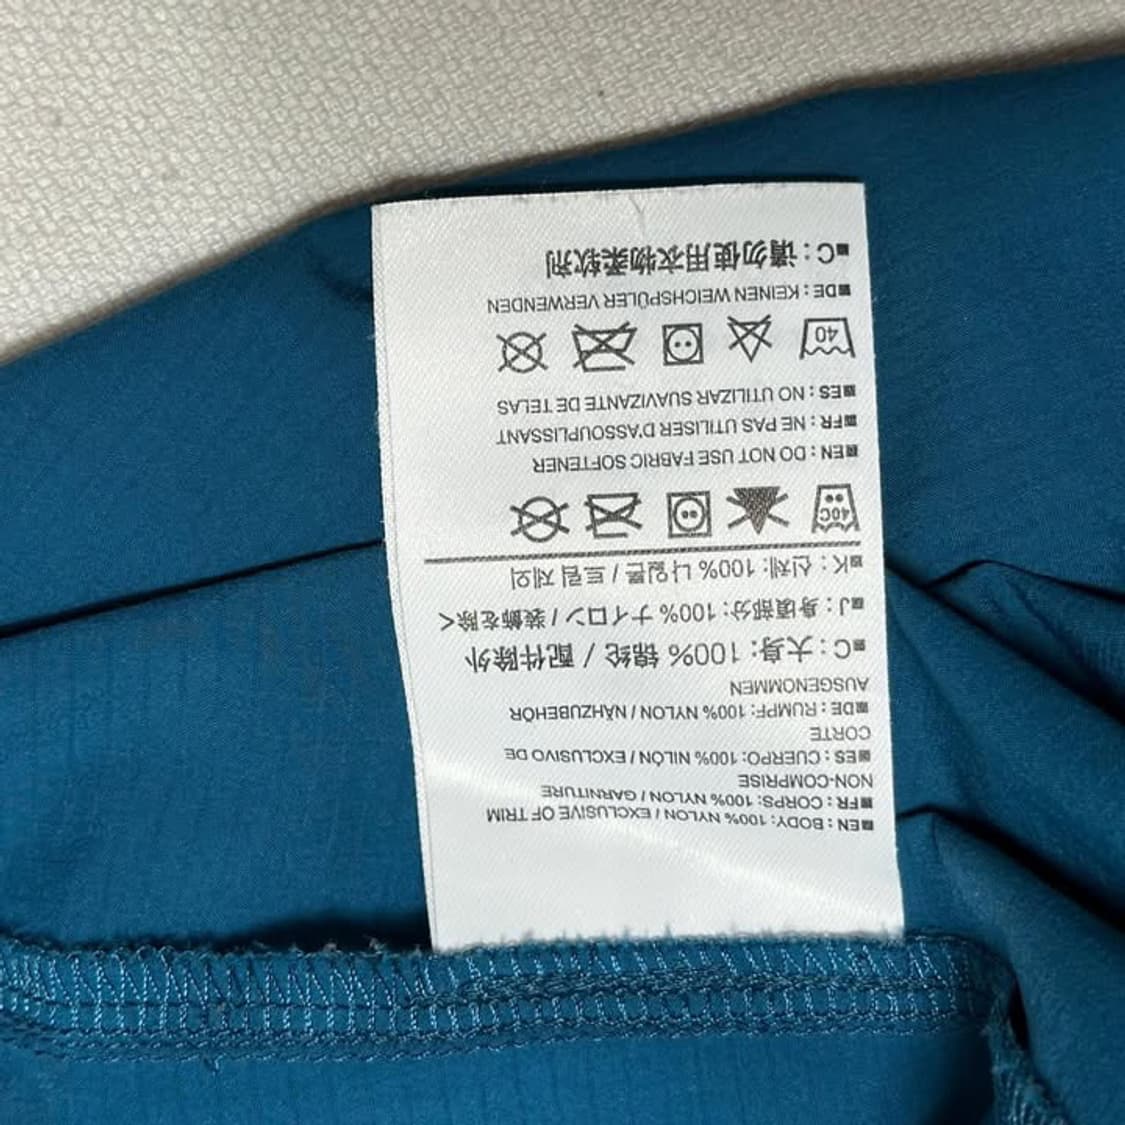 ■EN : BODY: 100% NYLON / EXCLUSIVE OF TRIM
■FR : CORPS: 100% NYLON / GARNITURE
NON-COMPRISE
■ES : CUERPO: 100% NILÓN / EXCLUSIVO DE
CORTE
■DE : RUMPF: 100% NYLON / NÄHZUBEHÖR
AUSGENOMMEN
■C : 大身: 100% 锦纶 / 配件除外
■J : 身頃部分: 100% ナイロン / 装飾を除く
■K : 신체: 100% 나일론 / 트림 제외
40C
■EN : DO NOT USE FABRIC SOFTENER
■FR : NE PAS UTILISER D'ASSOUPLISSANT
■ES : NO UTILIZAR SUAVIZANTE DE TELAS
40
■DE : KEINEN WEICHSPÜLER VERWENDEN
■C : 请勿使用衣物柔软剂